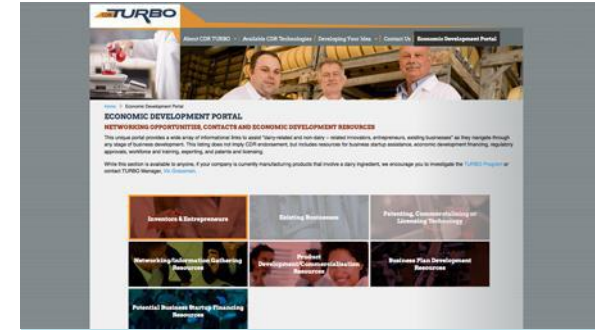 CDR TURBO
About CDR TURBO
Available CDR Technologies
Developing Your Idea
Contact Us
Economic Development Portal
Home > Economic Development Portal
ECONOMIC DEVELOPMENT PORTAL
NETWORKING OPPORTUNITIES, CONTACTS AND ECONOMIC DEVELOPMENT RESOURCES
This unique portal provides a wide array of informational links to assist "dairy-related and non-dairy – related innovators, entrepreneurs, existing businesses" as they navigate through
any stage of business development. This listing does not imply CDR endorsement, but includes resources for business startup assistance, economic development financing, regulatory
approvals, workforce and training, exporting, and patents and licensing.
While this section is available to anyone, if your company is currently manufacturing products that involve a dairy ingredient, we encourage you to investigate the TURBO Program or
contact TURBO Manager, Vic Grassman.
Inventors & Entrepreneurs
Existing Businesses
Patenting, Commercializing or
Licensing Technology
Networking/Information Gathering
Resources
Product
Development/Commercialization
Resources
Business Plan Development
Resources
Potential Business Startup Financing
Resources